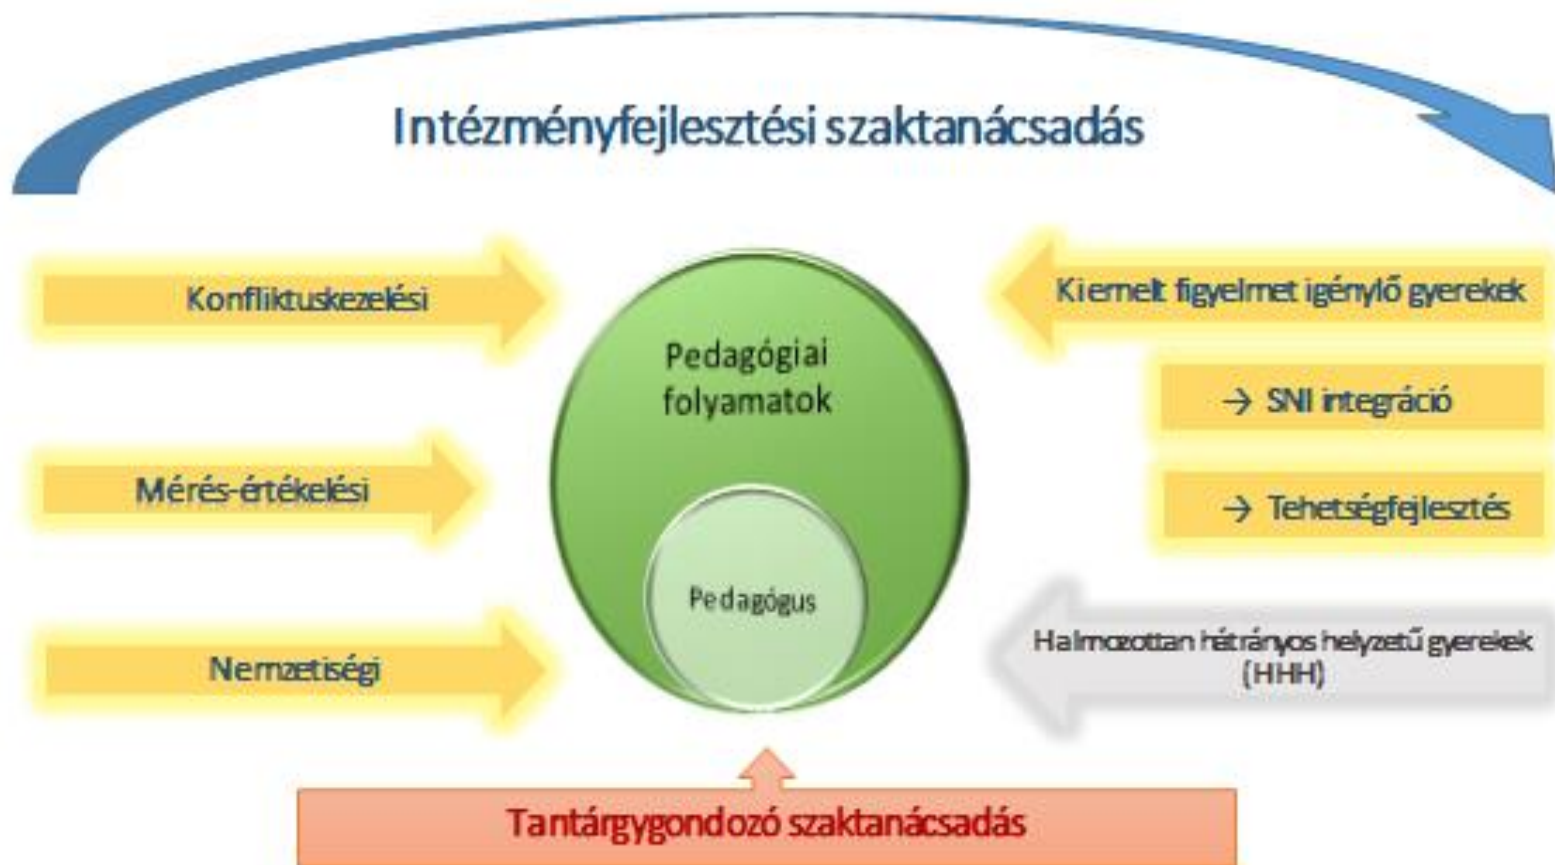 Intézményfejlesztési szaktanácsadás
Konfliktuskezelési
Mérés-értékelési
Nemzetiségi
Pedagógiai
folyamatok
Pedagógus
Kiemelt figyelmet igénylő gyerekek
→ SNI integráció
→ Tehetségfejlesztés
Halmozottan hátrányos helyzetű gyerekek
(HHH)
Tantárgygondozó szaktanácsadás